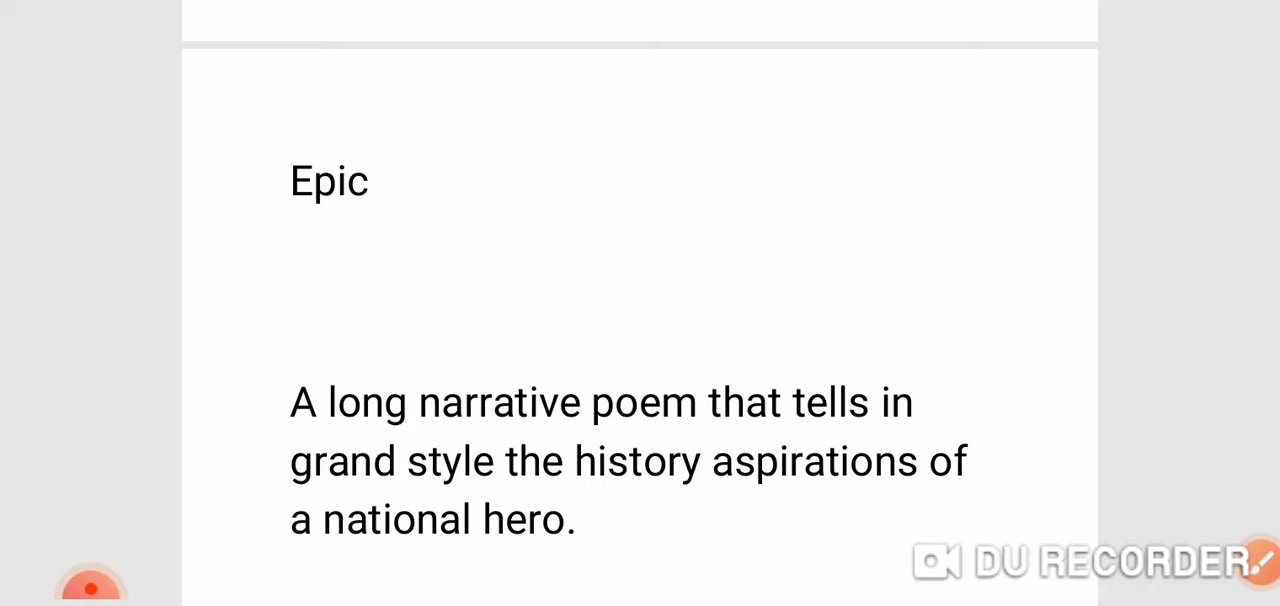 Epic
A long narrative poem that tells in
grand style the history aspirations of
a national hero.
DU RECORDER